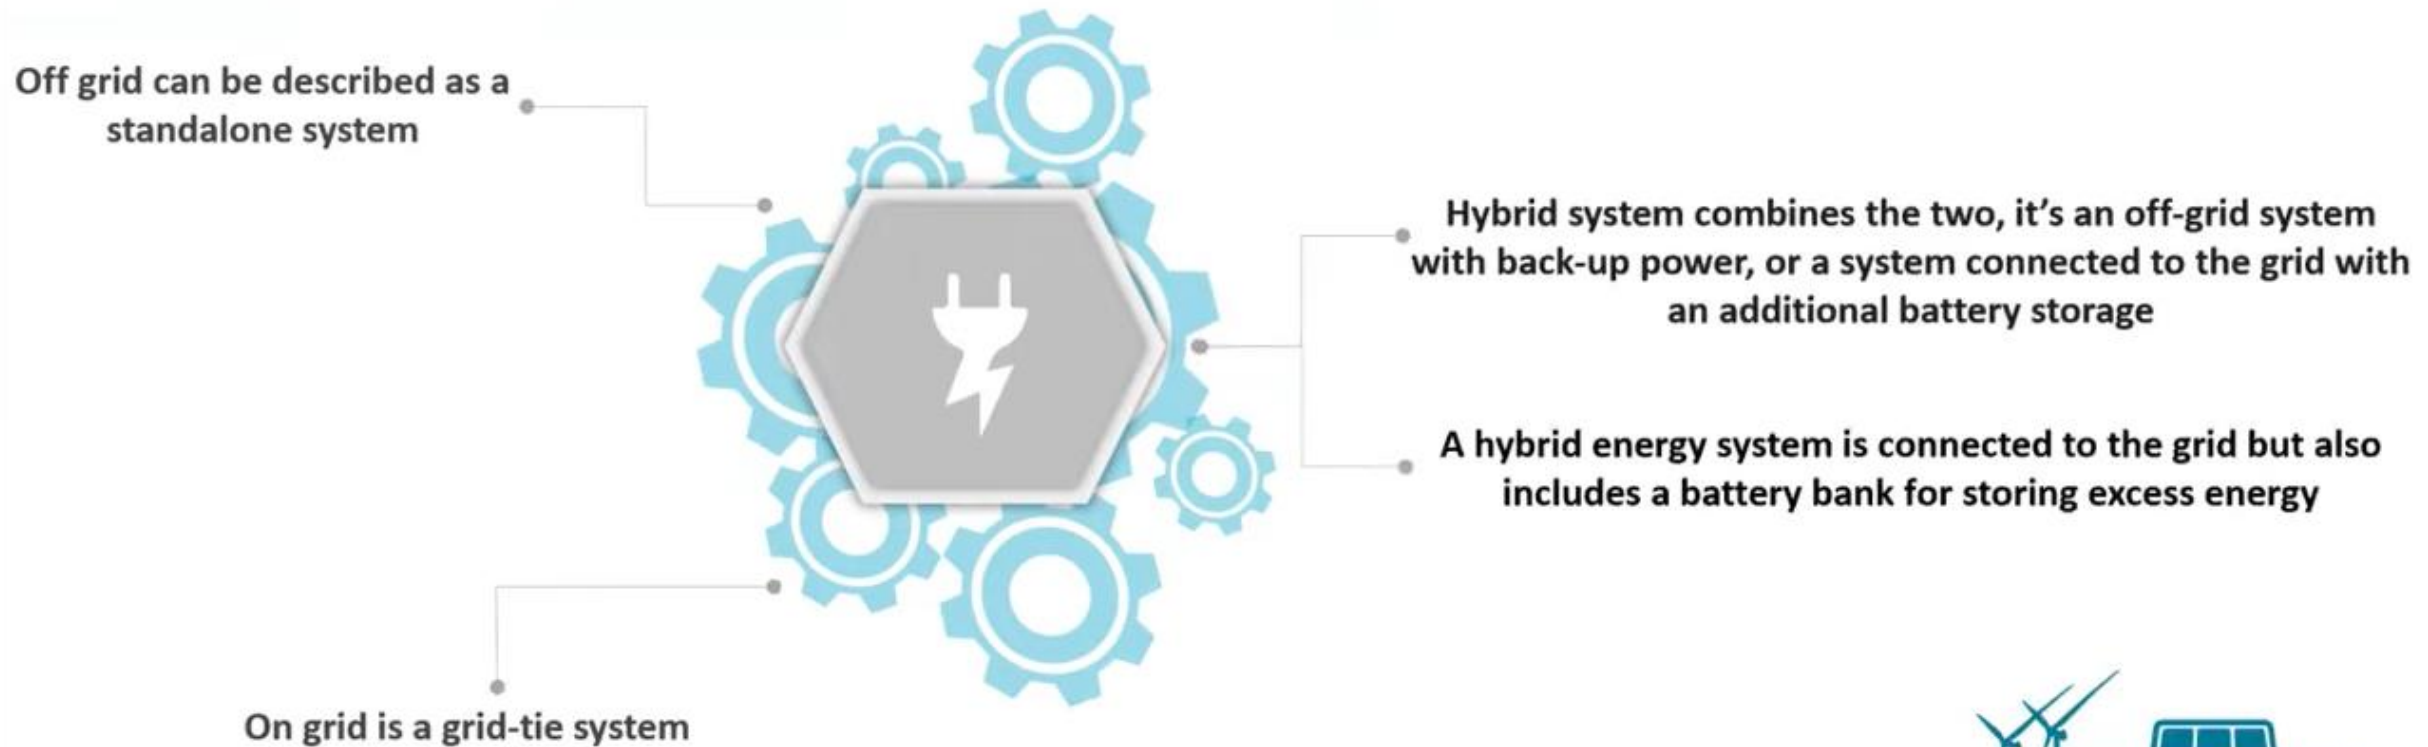 Off grid can be described as a
standalone system
Hybrid system combines the two, it’s an off-grid system
with back-up power, or a system connected to the grid with
an additional battery storage
A hybrid energy system is connected to the grid but also
includes a battery bank for storing excess energy
On grid is a grid-tie system